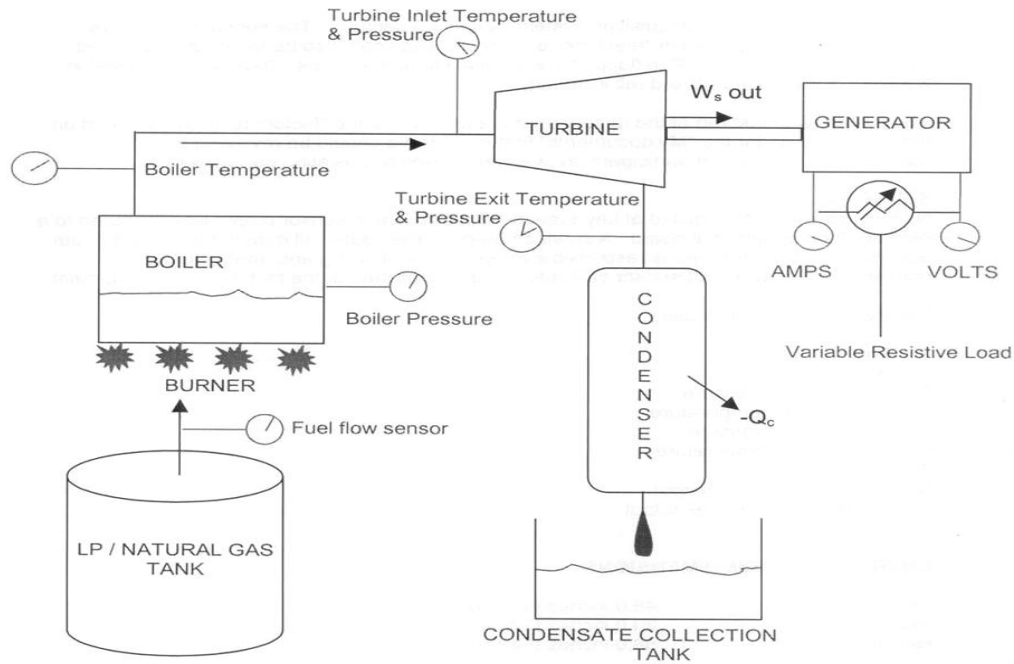 Turbine Inlet Temperature
& Pressure
TURBINE
Ws out
GENERATOR
Boiler Temperature
Turbine Exit Temperature
& Pressure
BOILER
AMPS
VOLTS
Boiler Pressure
Variable Resistive Load
CONDENSER
BURNER
-Qc
Fuel flow sensor
LP / NATURAL GAS
TANK
CONDENSATE COLLECTION
TANK